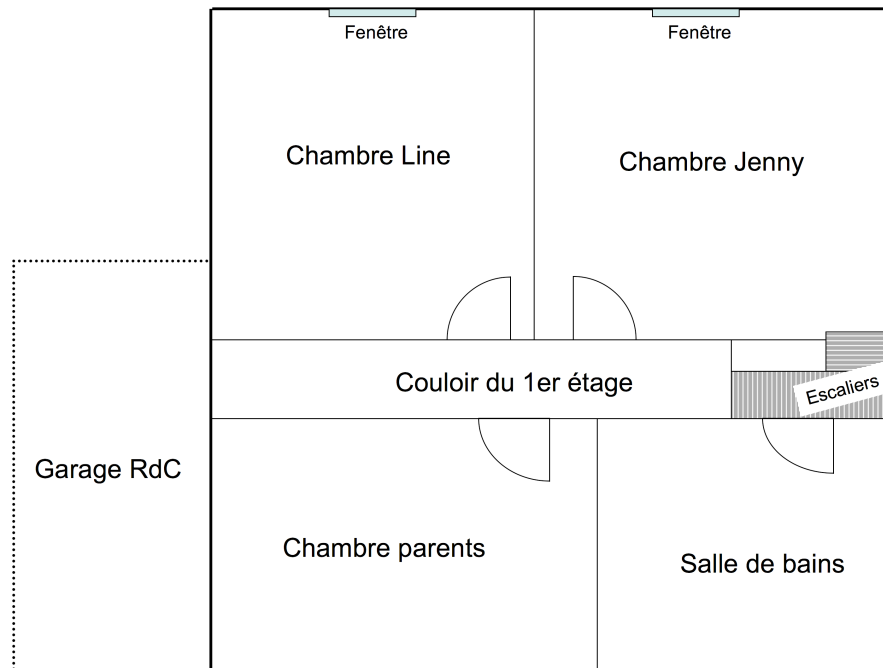 Fenêtre
Fenêtre
Chambre Line
Chambre Jenny
Couloir du 1er étage
Escaliers
Garage RdC
Chambre parents
Salle de bains